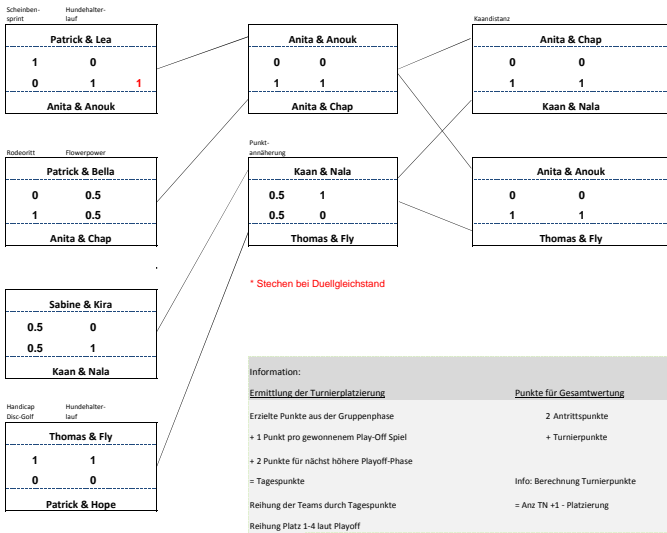 Scheiben-
sprint
Hundehalter-
lauf
Patrick & Lea
1 0
0 1 1
Anita & Anouk
Rodeoritt Flowerpower
Patrick & Bella
0 0.5
1 0.5
Anita & Chap
Sabine & Kira
0.5 0
0.5 1
Kaan & Nala
Handicap
Disc-Golf
Hundehalter-
lauf
Thomas & Fly
1 1
0 0
Patrick & Hope
Anita & Anouk
0 0
1 1
Anita & Chap
Punkt-
annäherung
Kaan & Nala
0.5 1
0.5 0
Thomas & Fly
Kaandistanz
Anita & Chap
0 0
1 1
Kaan & Nala
Anita & Anouk
0 0
1 1
Thomas & Fly
* Stechen bei Duellgleichstand
Information:
Ermittlung der Turnierplatzierung Punkte für Gesamtwertung
Erzielte Punkte aus der Gruppenphase 2 Antrittspunkte
+ 1 Punkt pro gewonnenem Play-Off Spiel + Turnierpunkte
+ 2 Punkte für nächst höhere Playoff-Phase
= Tagespunkte Info: Berechnung Turnierpunkte
Reihung der Teams durch Tagespunkte = Anz TN +1 - Platzierung
Reihung Platz 1-4 laut Playoff